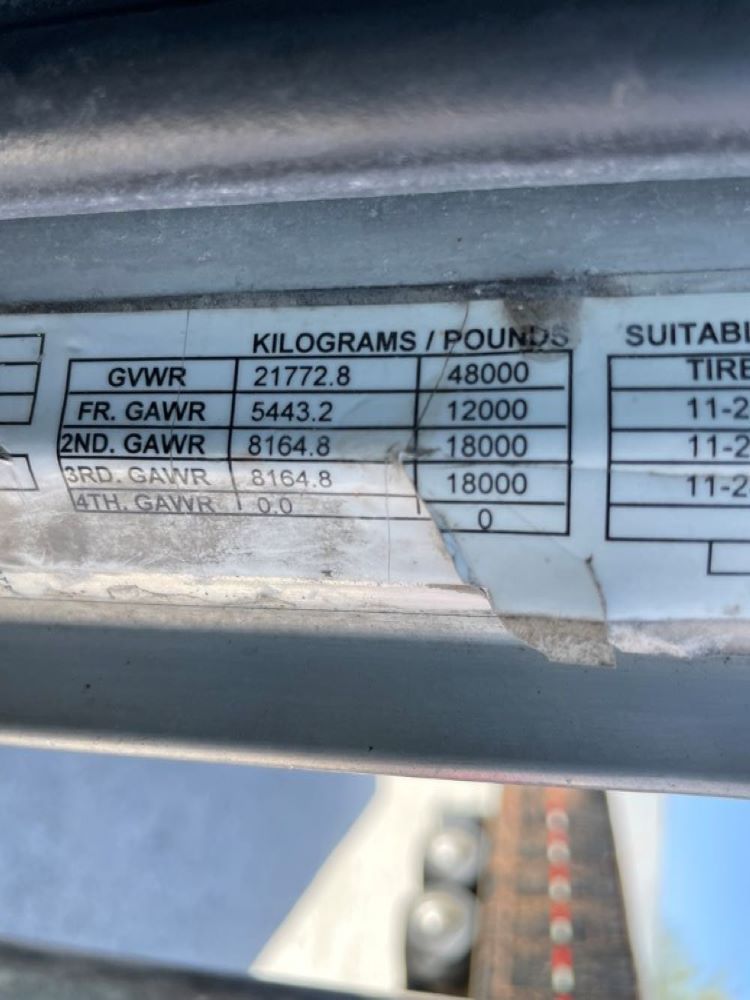 KILOGRAMS / POUNDS SUITABL
GVWR 21772.8 48000 TIRE
FR. GAWR 5443.2 12000 11-2
2ND. GAWR 8164.8 18000 11-2
3RD. GAWR 8164.8 18000 11-2
4TH. GAWR 0.0 0